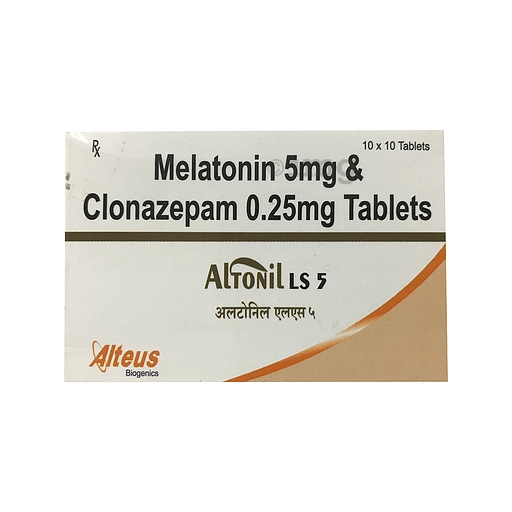 Rx
10 x 10 Tablets
Melatonin 5mg &
Clonazepam 0.25mg Tablets
ALTONIL LS 5
अलटोनिल एलएस ५
Alteus
Biogenics